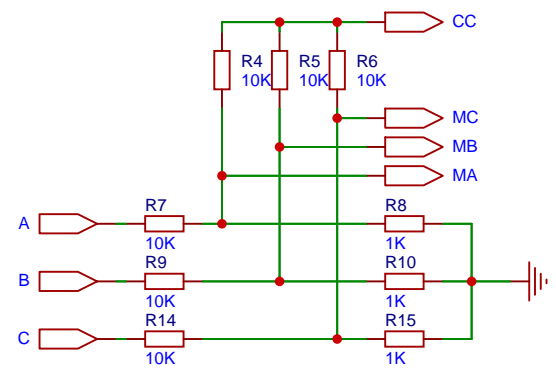 CC
R4 R5 R6
10K 10K 10K
MC
MB
MA
R7 R8
A
10K 1K
R9 R10
B
10K 1K
R14 R15
C
10K 1K